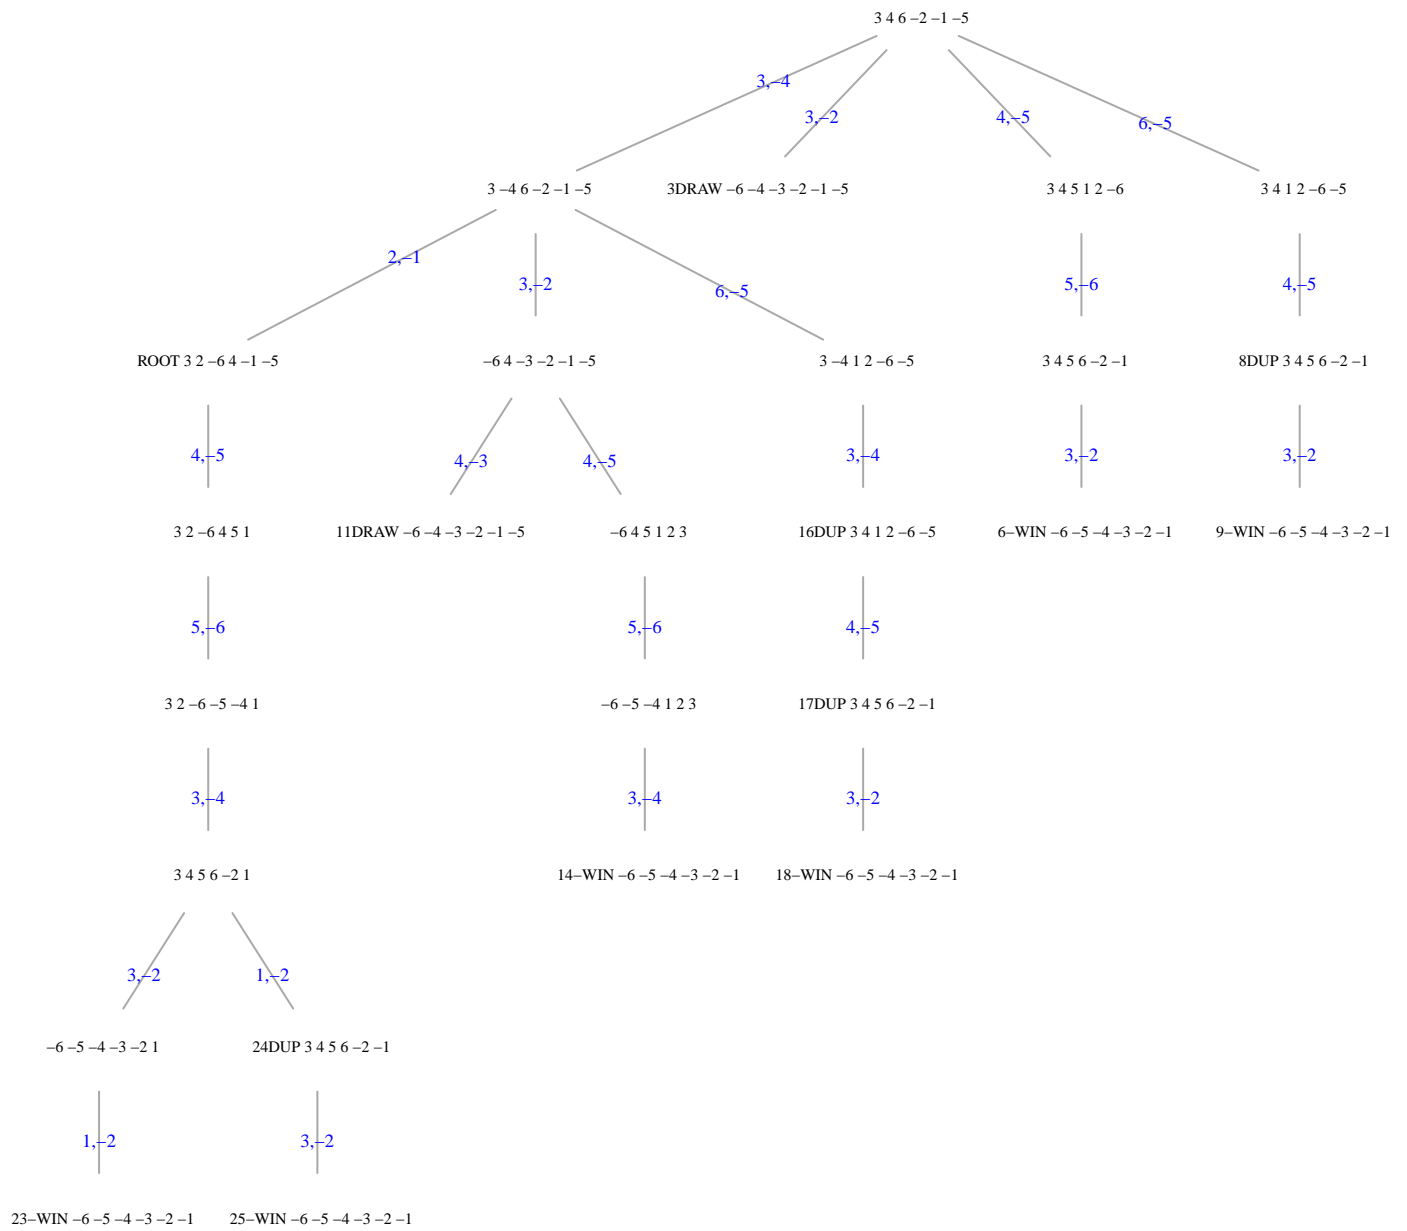 3 4 6 –2 –1 –5
3,–4
3,–2
4,–5
6,–5
3 –4 6 –2 –1 –5
3DRAW –6 –4 –3 –2 –1 –5
3 4 5 1 2 –6
3 4 1 2 –6 –5
2,–1
3,–2
6,–5
5,–6
4,–5
ROOT 3 2 –6 4 –1 –5
–6 4 –3 –2 –1 –5
3 –4 1 2 –6 –5
3 4 5 6 –2 –1
8DUP 3 4 5 6 –2 –1
4,–5
4,–3
4,–5
3,–4
3,–2
3,–2
3 2 –6 4 5 1
11DRAW –6 –4 –3 –2 –1 –5
–6 4 5 1 2 3
16DUP 3 4 1 2 –6 –5
6–WIN –6 –5 –4 –3 –2 –1
9–WIN –6 –5 –4 –3 –2 –1
5,–6
5,–6
4,–5
3 2 –6 –5 –4 1
–6 –5 –4 1 2 3
17DUP 3 4 5 6 –2 –1
3,–4
3,–4
3,–2
3 4 5 6 –2 1
14–WIN –6 –5 –4 –3 –2 –1
18–WIN –6 –5 –4 –3 –2 –1
3,–2
1,–2
–6 –5 –4 –3 –2 1
24DUP 3 4 5 6 –2 –1
1,–2
3,–2
23–WIN –6 –5 –4 –3 –2 –1
25–WIN –6 –5 –4 –3 –2 –1